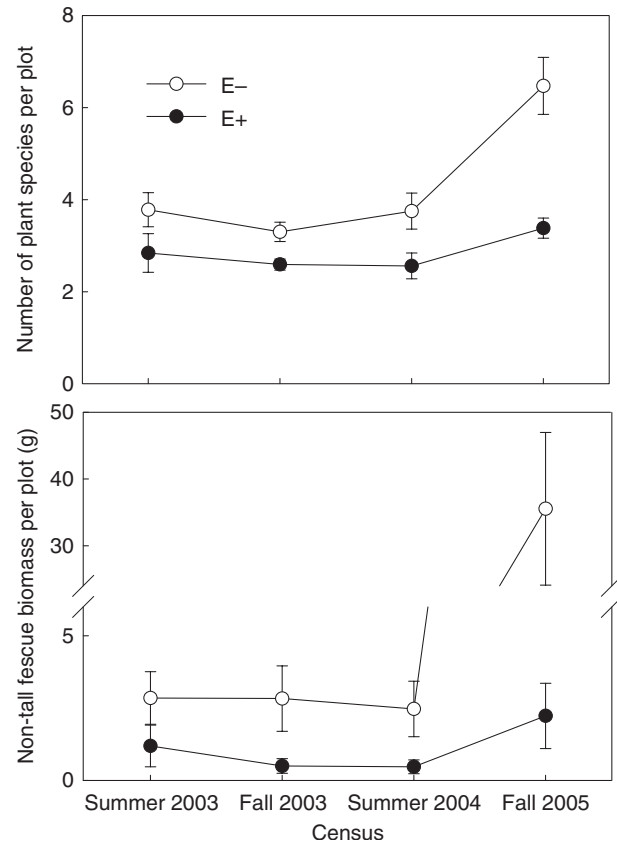 Number of plant species per plot
8
6
4
2
0
E–
E+
Non-tall fescue biomass per plot (g)
50
40
30
5
0
Summer 2003 Fall 2003 Summer 2004 Fall 2005
Census